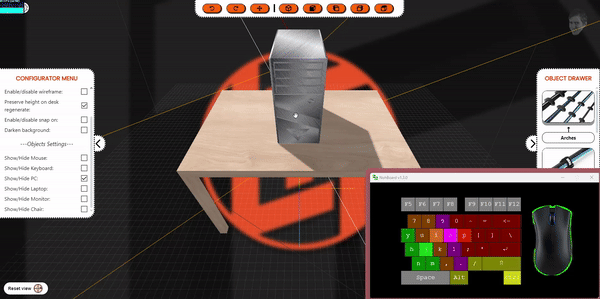 CONFIGURATOR MENU
Enable/disable wireframe:
Preserve height on desk
regenerate:
Enable/disable snap on:
Darken background:
---Objects Settings---
Show/Hide Mouse:
Show/Hide Keyboard:
Show/Hide PC:
Show/Hide Laptop:
Show/Hide Monitor:
Show/Hide Chair:
Reset view
OBJECT DRAWER
Arches
F5 F6 F7 F8 F9 F10 F11 F12
7 8 9 0 - = <-
y u i o p [ ] \
h j k l ; ' ↵
n m , . /
Space Alt